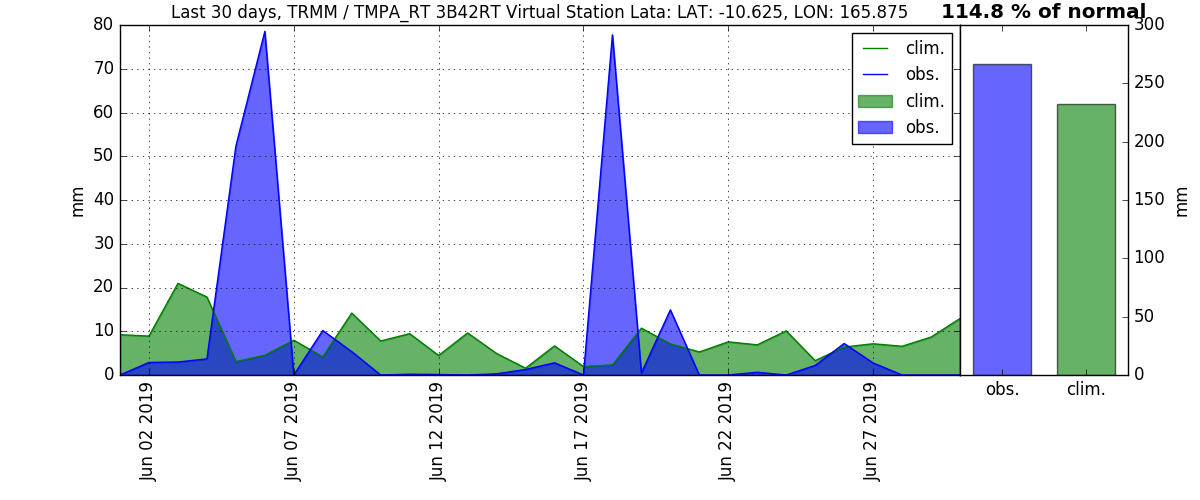 Last 30 days, TRMM / TMPA_RT 3B42RT Virtual Station Lata: LAT: -10.625, LON: 165.875
114.8 % of normal
mm
80
70
60
50
40
30
20
10
0
clim.
obs.
clim.
obs.
Jun 02 2019
Jun 07 2019
Jun 12 2019
Jun 17 2019
Jun 22 2019
Jun 27 2019
300
250
200
150
100
50
0
mm
obs.
clim.